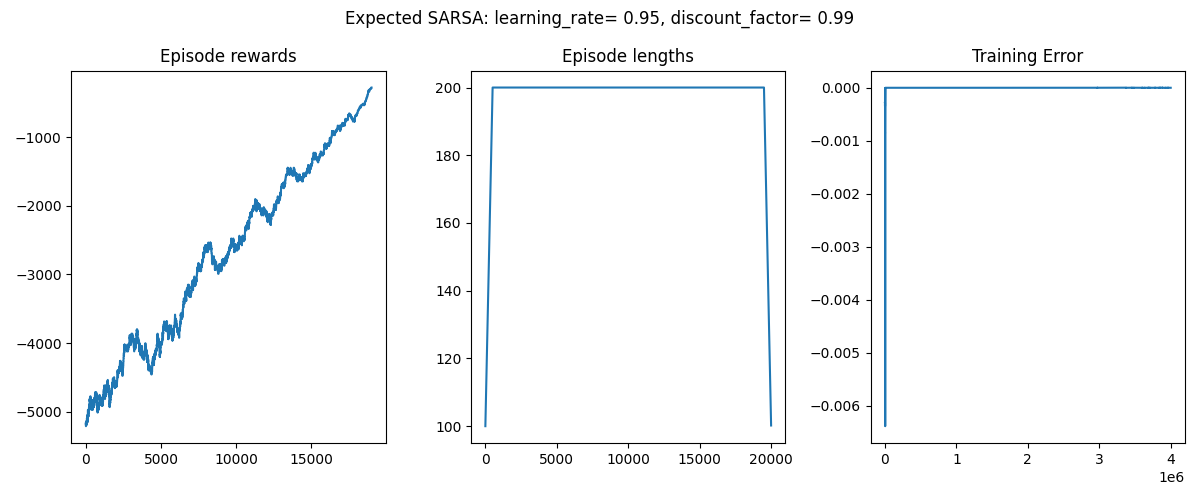 Expected SARSA: learning_rate= 0.95, discount_factor= 0.99
Episode rewards
−1000
−2000
−3000
−4000
−5000
0 5000 10000 15000
Episode lengths
200
180
160
140
120
100
0 5000 10000 15000 20000
Training Error
0.000
−0.001
−0.002
−0.003
−0.004
−0.005
−0.006
0 1 2 3 4
1e6